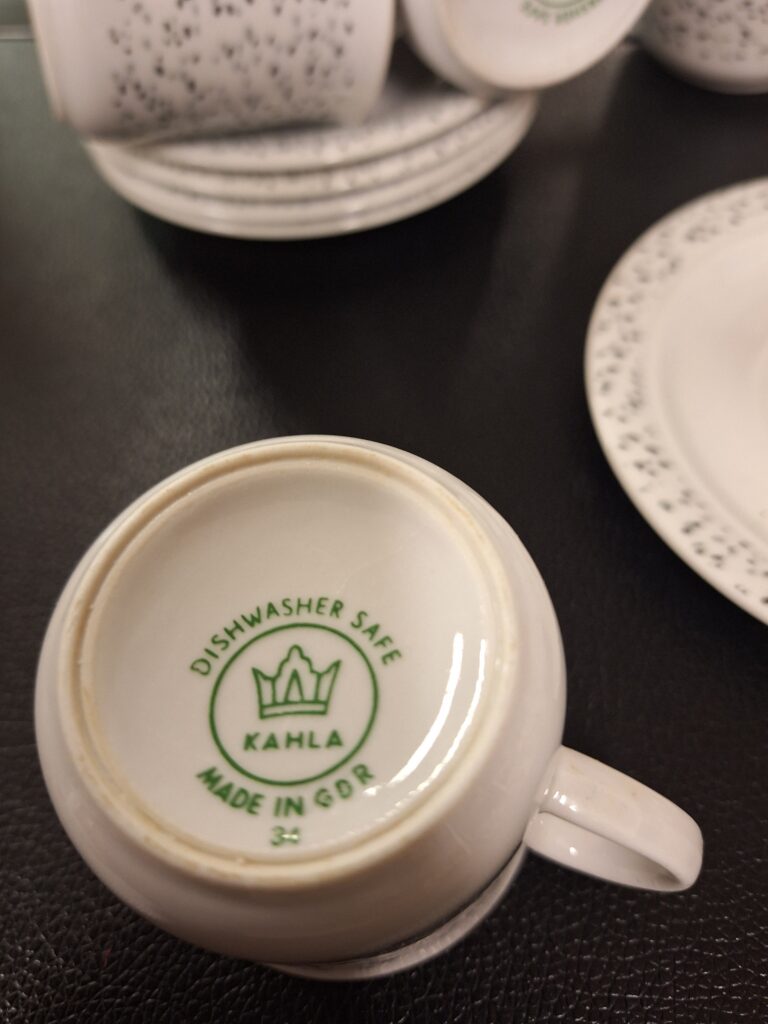 DISHWASHER SAFE
KAHLA
MADE IN GDR
34